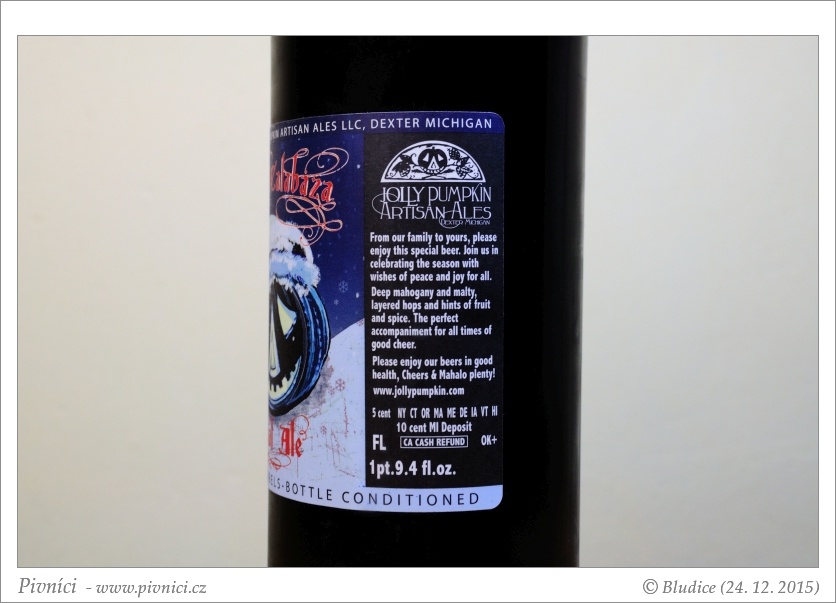 ARTISAN ALES LLC, DEXTER MICHIGAN
Calabaza
JOLLY PUMPKIN
ARTISAN ALES
DEXTER MICHIGAN
From our family to yours, please
enjoy this special beer. Join us in
celebrating the season with
wishes of peace and joy for all.
Deep mahogany and malty,
layered hops and hints of fruit
and spice. The perfect
accompaniment for all times of
good cheer.
Please enjoy our beers in good
health, Cheers & Mahalo plenty!
www.jollypumpkin.com
5 cent NY CT OR MA ME DE IA VT HI
10 cent MI Deposit
FL CA CASH REFUND OK+
1pt.9.4 fl.oz.
Ale
-BOTTLE CONDITIONED
Pivníci - www.pivnici.cz
© Bludice (24. 12. 2015)